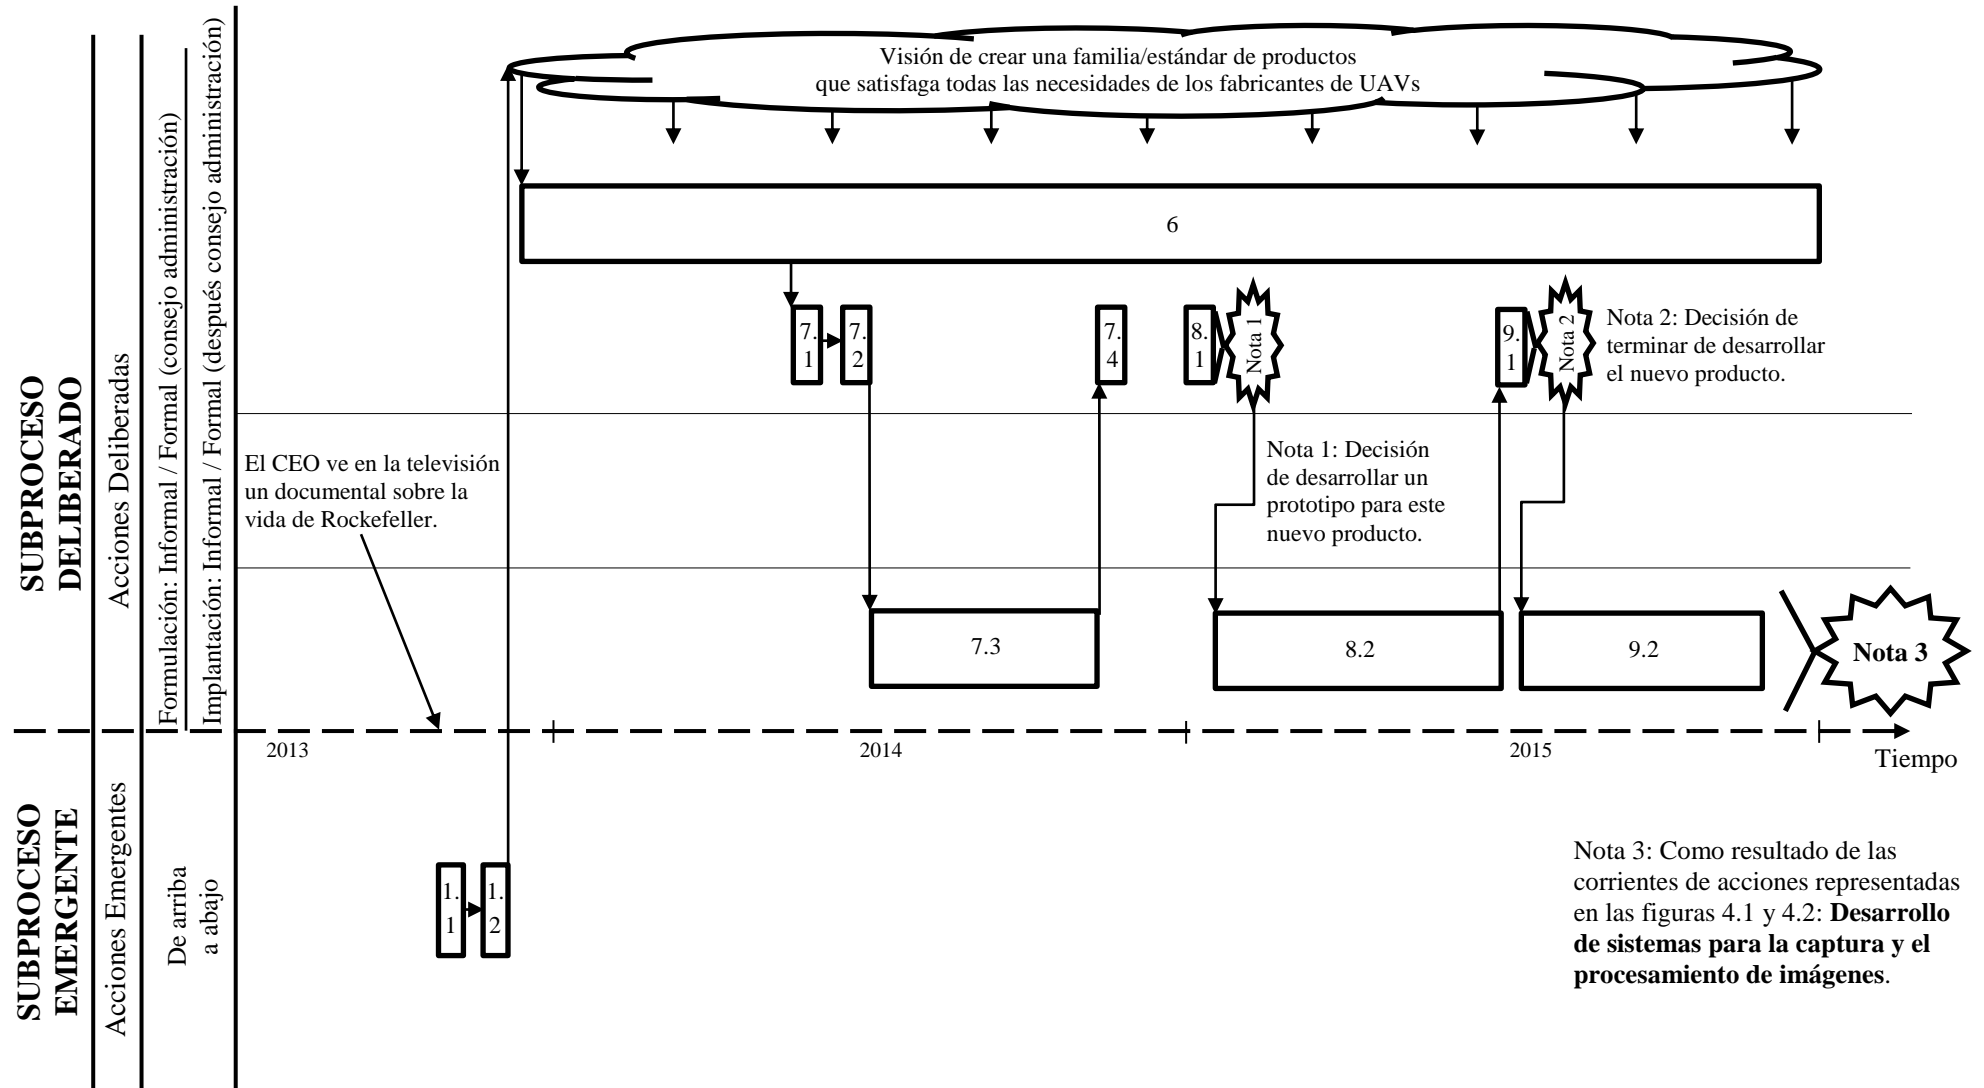 SUBPROCESO
DELIBERADO
Acciones Deliberadas
Formulación: Informal / Formal (consejo administración)
Implantación: Informal / Formal (después consejo administración)
Visión de crear una familia/estándar de productos
que satisfaga todas las necesidades de los fabricantes de UAVs
6
7.
1
7.
2
7.
4
8.
1
Nota 1
9.
1
Nota 2
Nota 2: Decisión de
terminar de desarrollar
el nuevo producto.
El CEO ve en la televisión
un documental sobre la
vida de Rockefeller.
Nota 1: Decisión
de desarrollar un
prototipo para este
nuevo producto.
7.3
8.2
9.2
Nota 3
2013
2014
2015
Tiempo
SUBPROCESO
EMERGENTE
Acciones Emergentes
De arriba
a abajo
1.
1
1.
2
Nota 3: Como resultado de las
corrientes de acciones representadas
en las figuras 4.1 y 4.2: Desarrollo
de sistemas para la captura y el
procesamiento de imágenes.